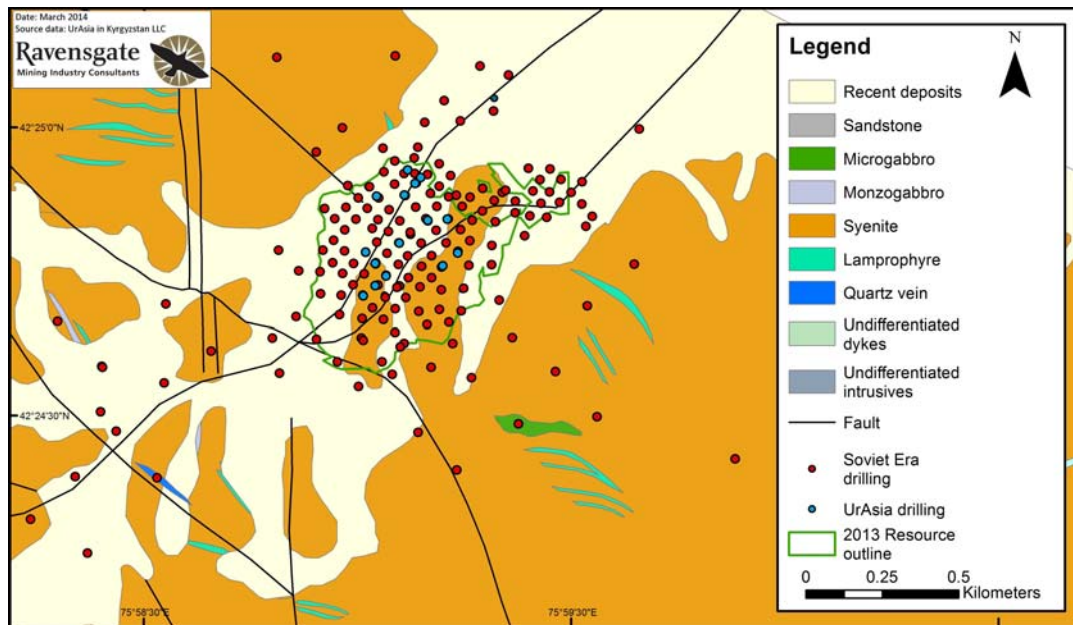 Date: March 2014
Source data: UrAsia in Kyrgyzstan LLC
Ravensgate
Mining Industry Consultants
42°25'0"N
42°24'30"N
75°58'30"E
75°59'30"E
Legend
N
Recent deposits
Sandstone
Microgabbro
Monzogabbro
Syenite
Lamprophyre
Quartz vein
Undifferentiated
dykes
Undifferentiated
intrusives
Fault
Soviet Era
drilling
UrAsia drilling
2013 Resource
outline
0 0.25 0.5
Kilometers